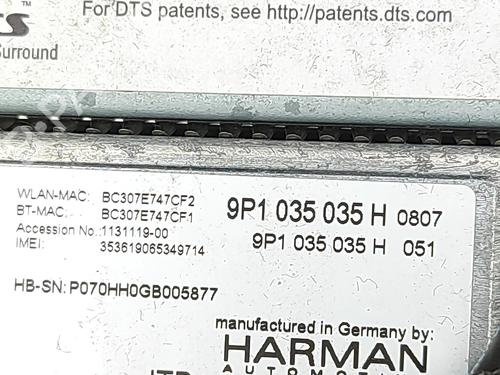 For DTS patents, see http://patents.dts.com
Surround
WLAN-MAC: BC307E747CF2
BT-MAC: BC307E747CF1
Accession No.: 1131119-00
IMEI: 353619065349714
9P1 035 035 H 0807
9P1 035 035 H 051
HB-SN: P070HH0GB005877
manufactured in Germany by:
HARMAN